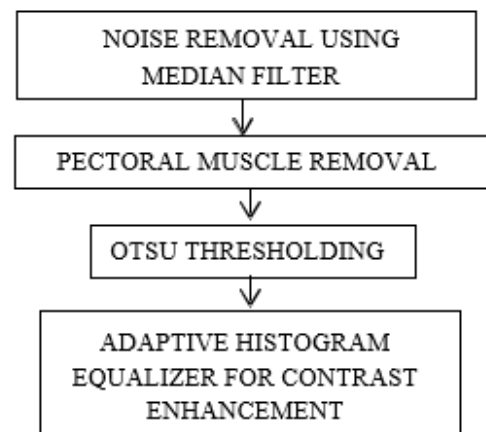 NOISE REMOVAL USING
MEDIAN FILTER
PECTORAL MUSCLE REMOVAL
OTSU THRESHOLDING
ADAPTIVE HISTOGRAM
EQUALIZER FOR CONTRAST
ENHANCEMENT